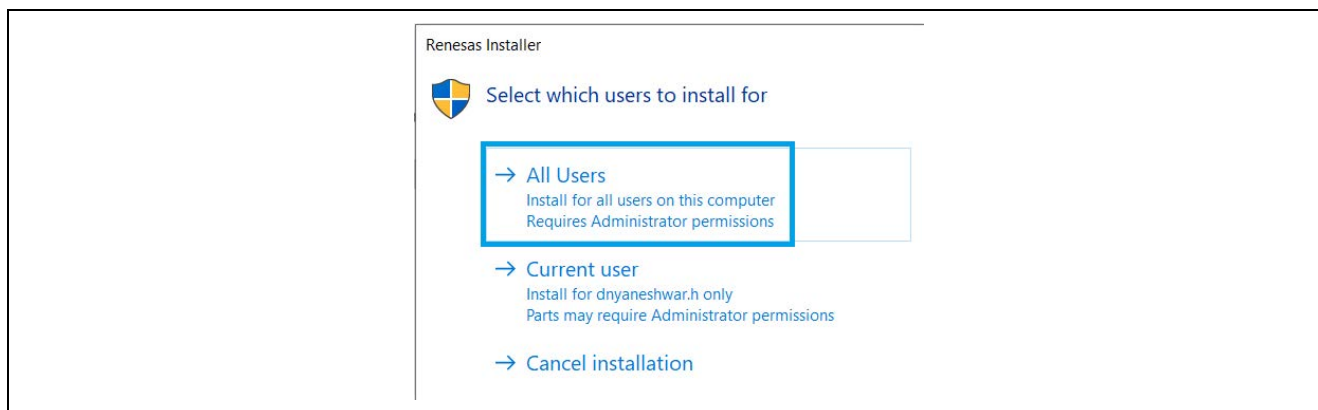 Renesas Installer
Select which users to install for
→ All Users
Install for all users on this computer
Requires Administrator permissions
→ Current user
Install for dnyaneshwar.h only
Parts may require Administrator permissions
→ Cancel installation